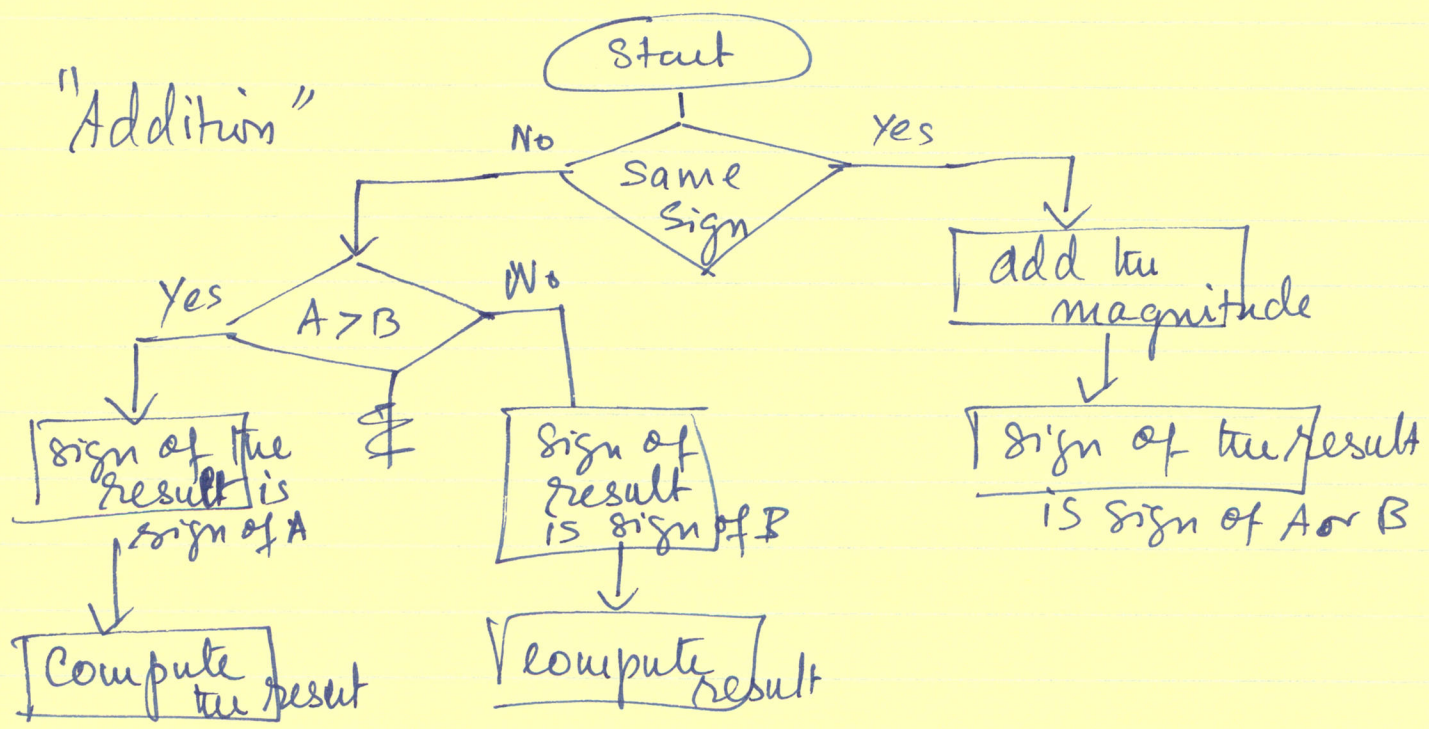 Start
"Addition"
No
Yes
Same
Sign
Yes
A > B
No
add the
magnitude
sign of the
result is
sign of A
Sign of
result
is sign of B
sign of the result
is sign of A or B
Compute
the result
compute
result